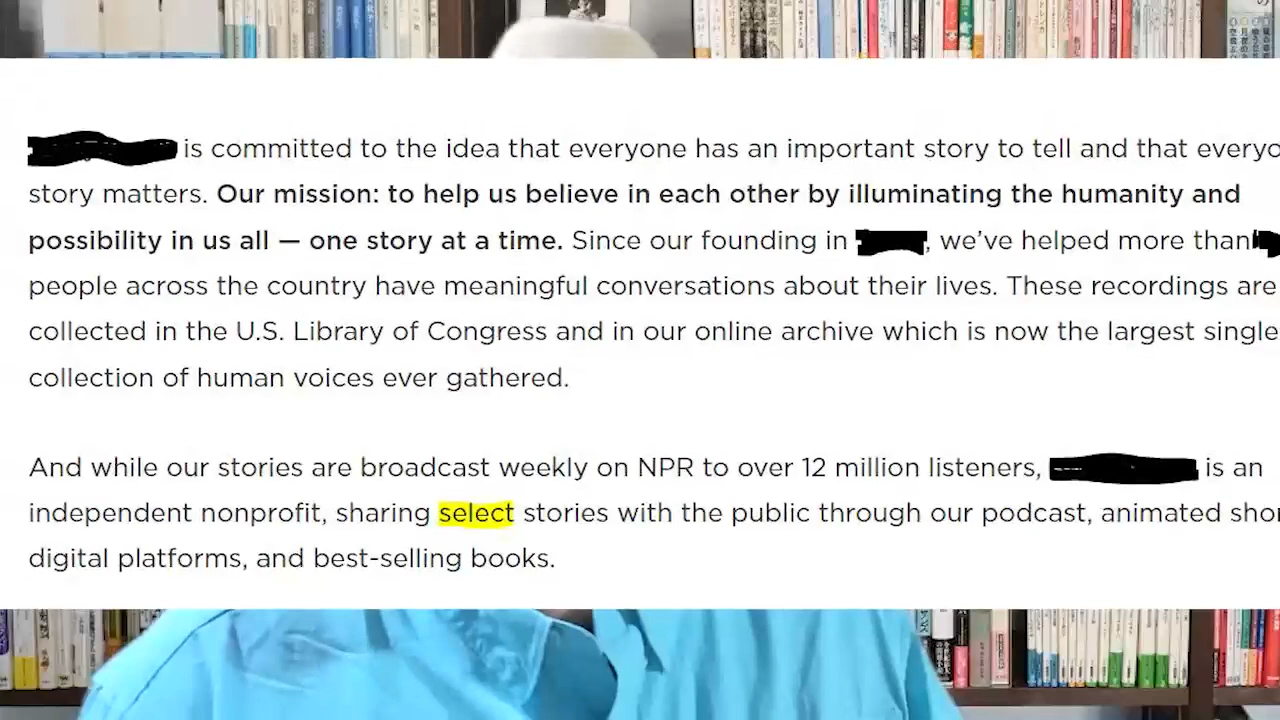 is committed to the idea that everyone has an important story to tell and that
story matters. Our mission: to help us believe in each other by illuminating the humanity and
possibility in us all — one story at a time. Since our founding in , we've helped more than
people across the country have meaningful conversations about their lives. These recordings are
collected in the U.S. Library of Congress and in our online archive which is now the largest single
collection of human voices ever gathered.
And while our stories are broadcast weekly on NPR to over 12 million listeners, is an
independent nonprofit, sharing select stories with the public through our podcast, animated
digital platforms, and best-selling books.